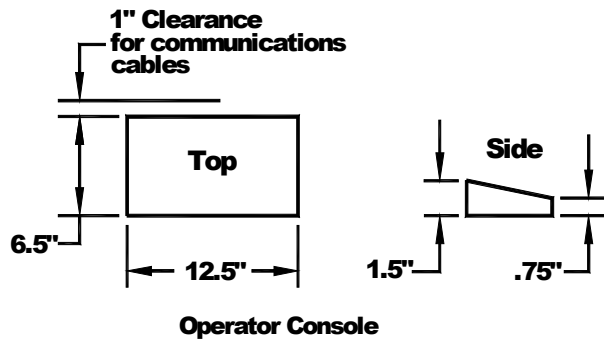 1" Clearance
for communications
cables
Top
Side
6.5"
12.5"
1.5"
.75"
Operator Console